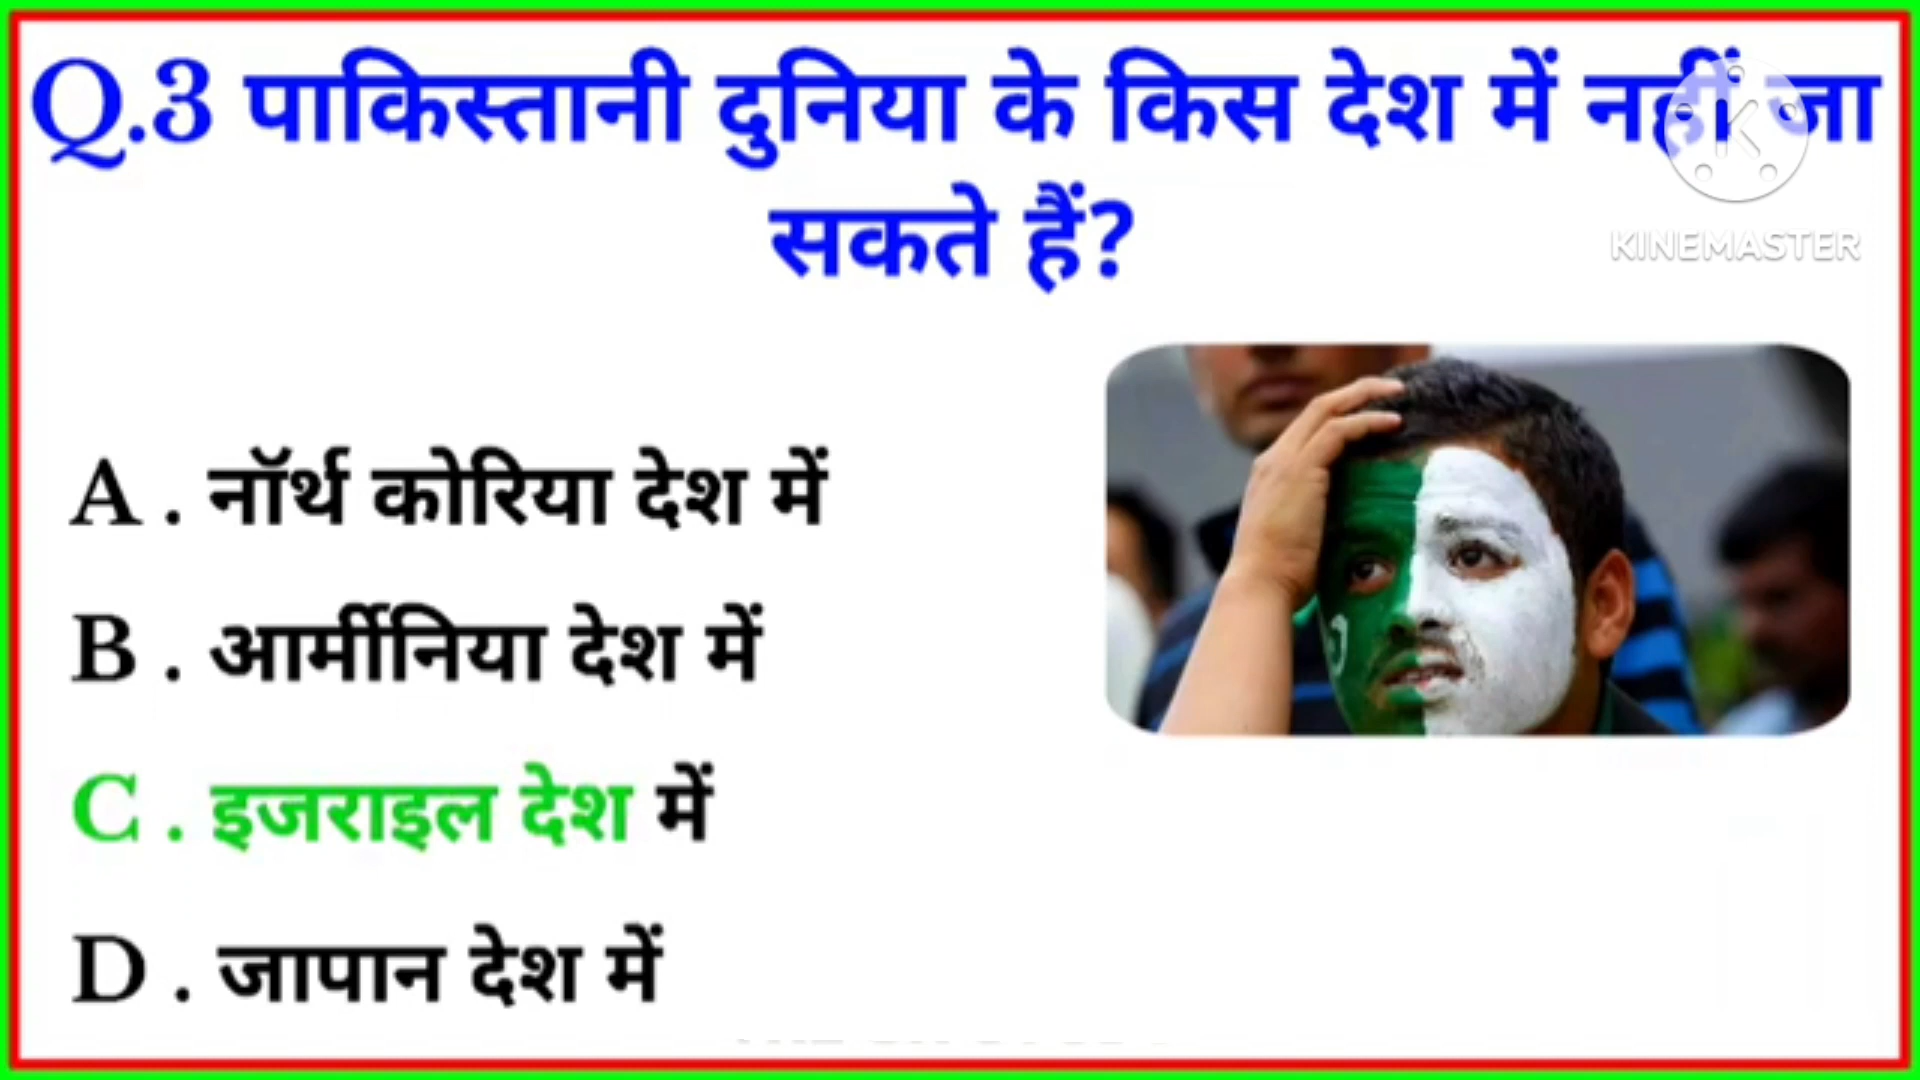 Q.3 पाकिस्तानी दुनिया के किस देश में नहीं जा
सकते हैं?
KINEMASTER
A . नॉर्थ कोरिया देश में
B . आर्मीनिया देश में
C . इजराइल देश में
D . जापान देश में